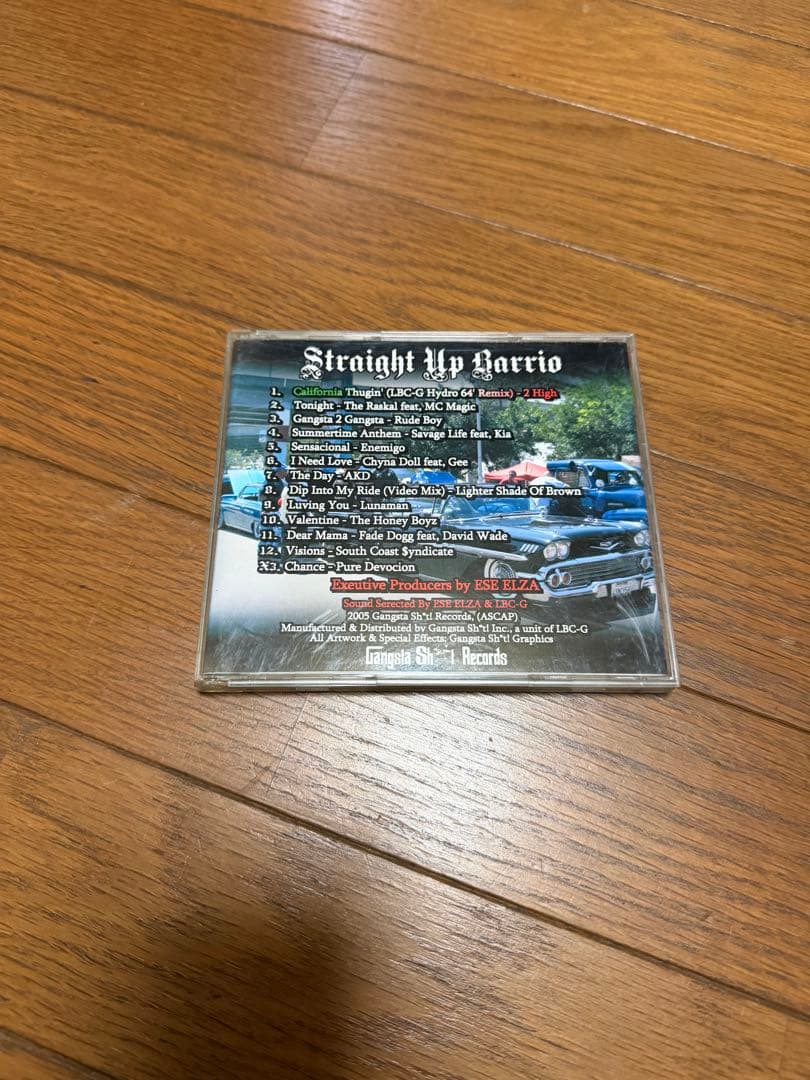 Straight Up Barrio
1. California Thugin' (LBC-G Hydro 64' Remix) - 2 High
2. Tonight - The Raskal feat, MC Magic
3. Gangsta 2 Gangsta - Rude Boy
4. Summertime Anthem - Savage Life feat, Kia
5. Sensacional - Enemigo
6. I Need Love - Chyna Doll feat, Gee
7. The Day - AKD
8. Dip Into My Ride (Video Mix) - Lighter Shade Of Brown
9. Luving You - Lunaman
10. Valentine - The Honey Boyz
11. Dear Mama - Fade Dogg feat, David Wade
12. Visions - South Coast $yndicate
X3. Chance - Pure Devocion
Exeutive Producers by ESE ELZA
Sound Serected By ESE ELZA & LBC-G
2005 Gangsta Sh*t! Records, (ASCAP)
Manufactured & Distributed by Gangsta Sh*t! Inc., a unit of LBC-G
All Artwork & Special Effects: Gangsta Sh*t! Graphics
Gangsta Sh*t! Records